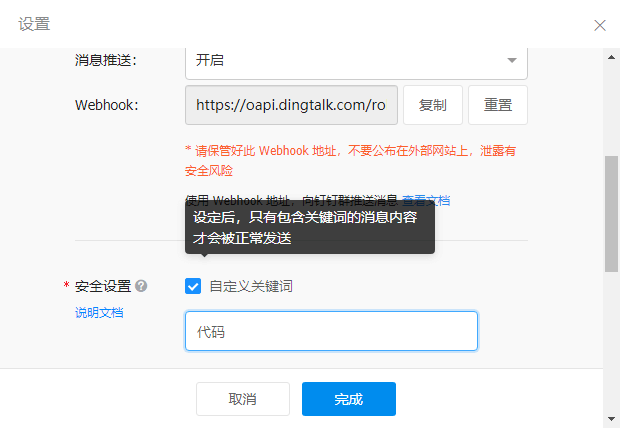 设置
消息推送： 开启
Webhook： https://oapi.dingtalk.com/ro 复制 重置
* 请保管好此 Webhook 地址，不要公布在外部网站上，泄露有
安全风险
使用 Webhook 地址，向钉钉群推送消息 查看文档
设定后，只有包含关键词的消息内容
才会被正常发送
* 安全设置 ? 自定义关键词
说明文档
代码
取消 完成